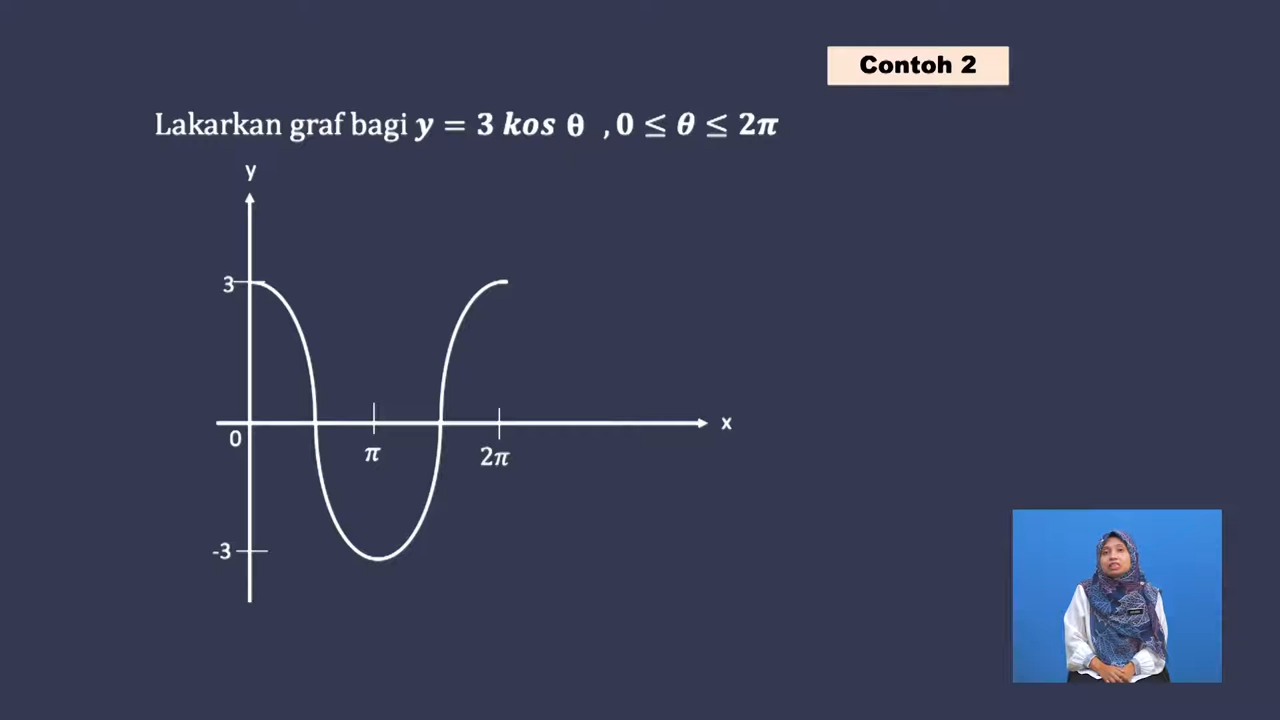 Contoh 2
Lakarkan graf bagi y = 3 kos θ , 0 ≤ θ ≤ 2π
y
3
x
0
π
2π
-3